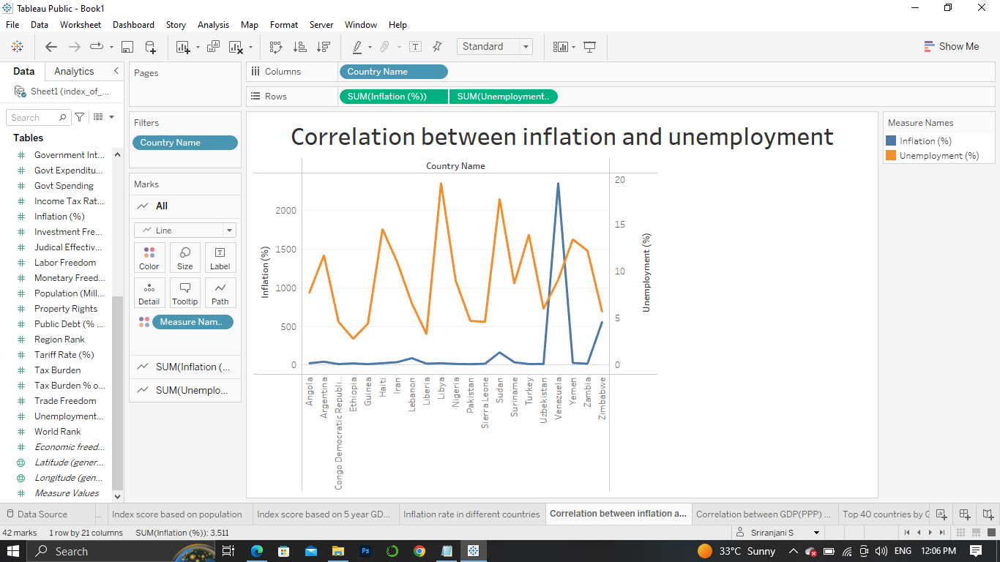 Tableau Public - Book1
File Data Worksheet Dashboard Story Analysis Map Format Server Window Help
Standard
Show Me
Data Analytics
Sheet1 (index_of_...
Search
Tables
Government Int...
Govt Expenditu...
Govt Spending
Income Tax Rat...
Inflation (%)
Investment Fre...
Judical Effectiv...
Labor Freedom
Monetary Freed...
Population (Mill...
Property Rights
Public Debt (% ...
Region Rank
Tariff Rate (%)
Tax Burden
Tax Burden % o...
Trade Freedom
Unemployment...
World Rank
Economic freed...
Latitude (gener...
Longitude (gen...
Measure Values
Pages
Filters
Country Name
Marks
All
Line
Color Size Label
Detail Tooltip Path
Measure Nam..
SUM(Inflation (...
SUM(Unemplo...
Columns Country Name
Rows SUM(Inflation (%)) SUM(Unemployment..
Correlation between inflation and unemployment
Country Name
Inflation (%)
2000
1500
1000
500
0
20
15
10
5
0
Unemployment (%)
Angola
Argentina
Congo Democratic Republi..
Ethiopia
Guinea
Haiti
Iran
Lebanon
Liberia
Libya
Nigeria
Pakistan
Sierra Leone
Sudan
Suriname
Turkey
Uzbekistan
Venezuela
Yemen
Zambia
Zimbabwe
Measure Names
Inflation (%)
Unemployment (%)
Data Source ... Index score based on population Index score based on 5 year GD... Inflation rate in different countries Correlation between inflation a... Correlation between GDP(PPP) ... Top 40 countries by G
42 marks 1 row by 21 columns SUM(Inflation (%)): 3,511 Sriranjani S
Search Ps 33°C Sunny ENG 12:06 PM